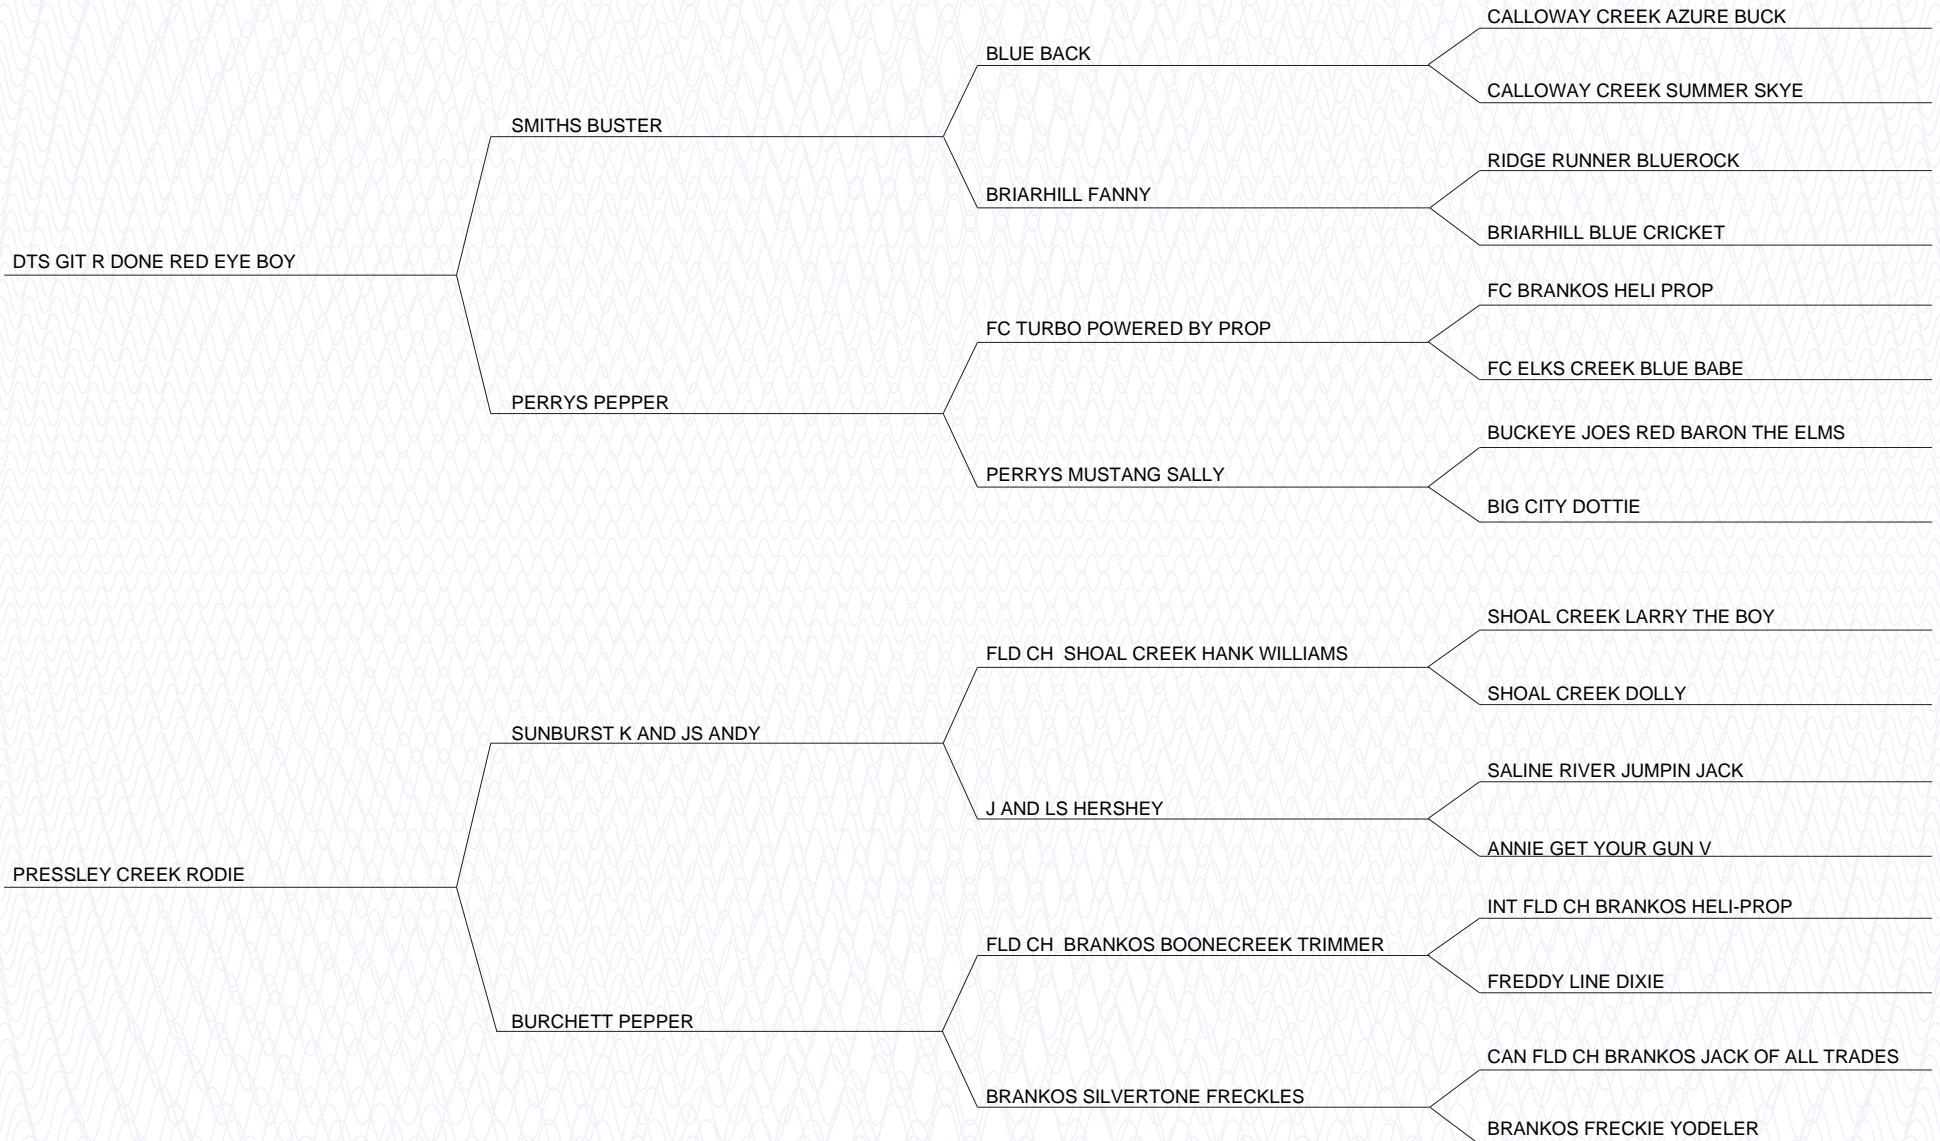 CALLOWAY CREEK AZURE BUCK
BLUE BACK
CALLOWAY CREEK SUMMER SKYE
SMITHS BUSTER
RIDGE RUNNER BLUEROCK
BRIARHILL FANNY
BRIARHILL BLUE CRICKET
DTS GIT R DONE RED EYE BOY
FC BRANKOS HELI PROP
FC TURBO POWERED BY PROP
FC ELKS CREEK BLUE BABE
PERRYS PEPPER
BUCKEYE JOES RED BARON THE ELMS
PERRYS MUSTANG SALLY
BIG CITY DOTTIE
SHOAL CREEK LARRY THE BOY
FLD CH  SHOAL CREEK HANK WILLIAMS
SHOAL CREEK DOLLY
SUNBURST K AND JS ANDY
SALINE RIVER JUMPIN JACK
J AND LS HERSHEY
ANNIE GET YOUR GUN V
PRESSLEY CREEK RODIE
INT FLD CH BRANKOS HELI-PROP
FLD CH  BRANKOS BOONECREEK TRIMMER
FREDDY LINE DIXIE
BURCHETT PEPPER
CAN FLD CH BRANKOS JACK OF ALL TRADES
BRANKOS SILVERTONE FRECKLES
BRANKOS FRECKIE YODELER